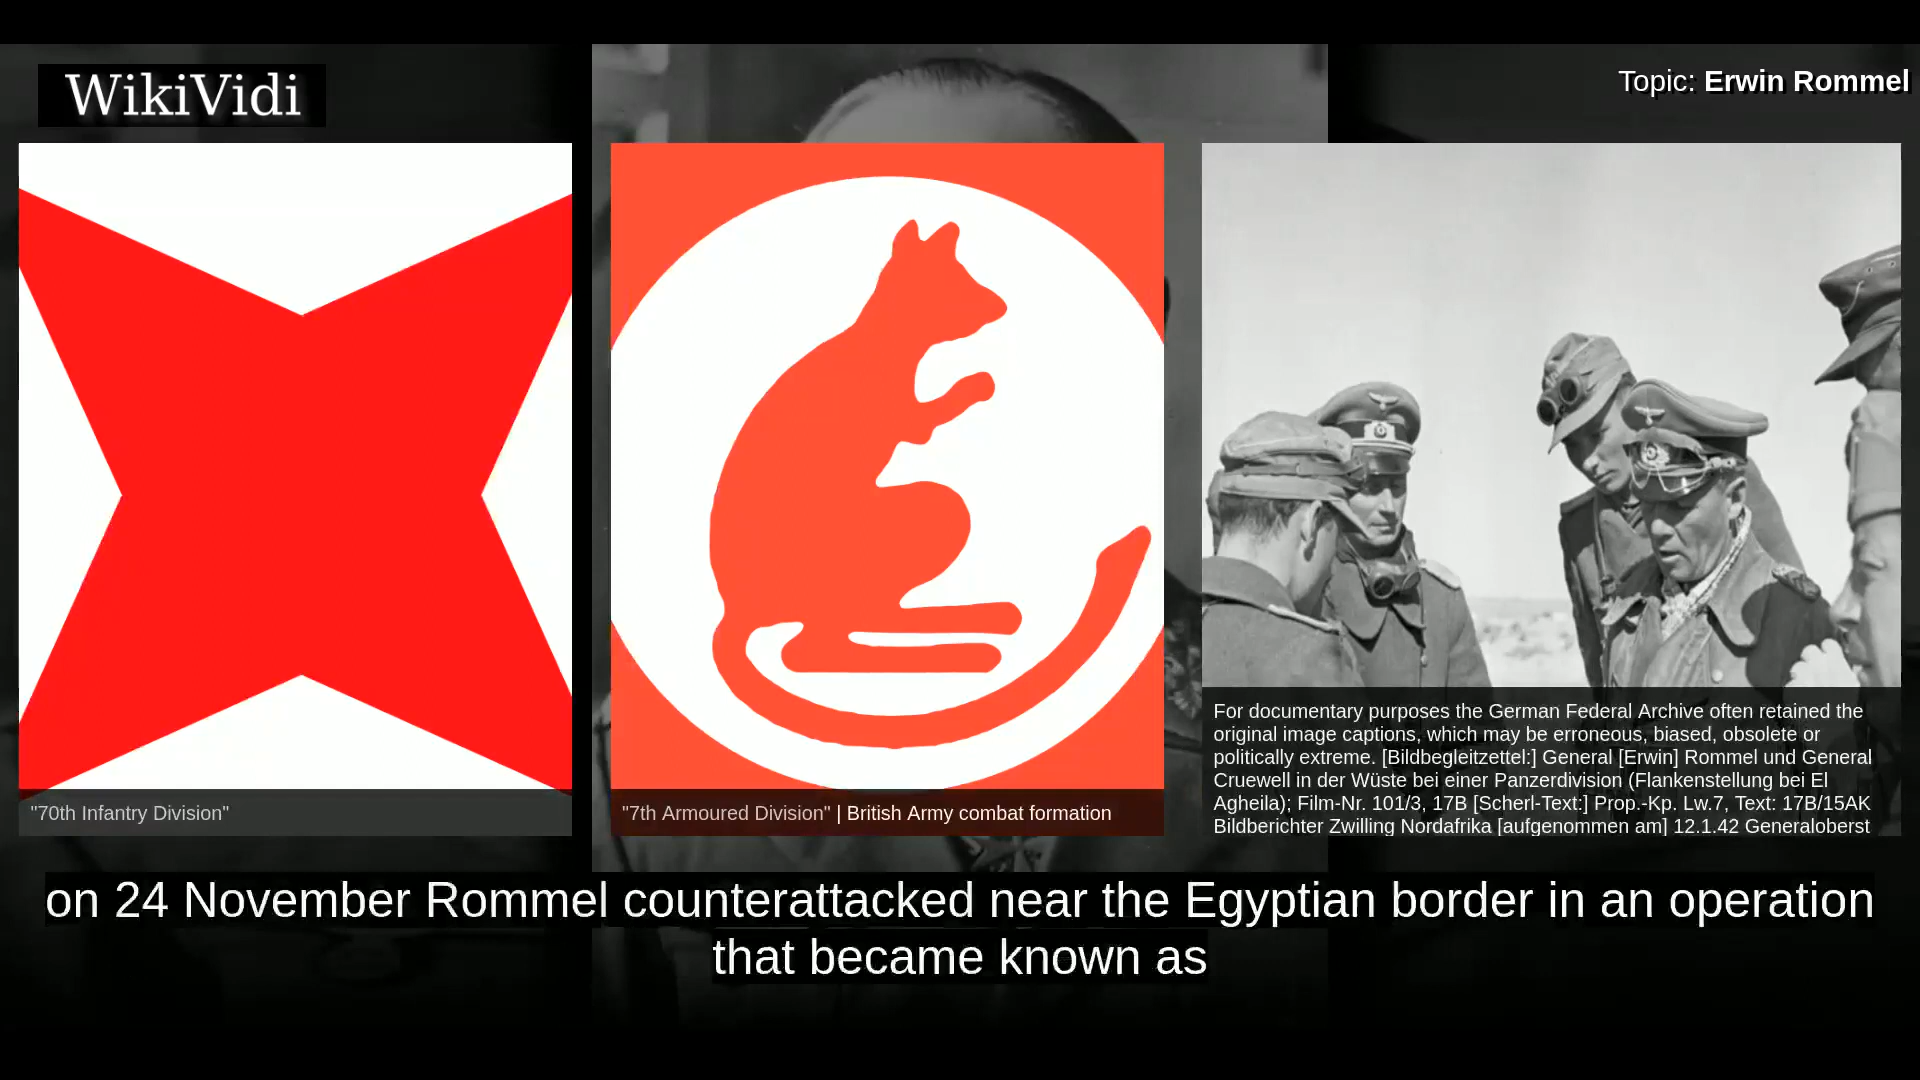 WikiVidi
Topic: Erwin Rommel
"70th Infantry Division"
"7th Armoured Division" | British Army combat formation
For documentary purposes the German Federal Archive often retained the
original image captions, which may be erroneous, biased, obsolete or
politically extreme. [Bildbegleitzettel:] General [Erwin] Rommel und General
Cruewell in der Wüste bei einer Panzerdivision (Flankenstellung bei El
Agheila); Film-Nr. 101/3, 17B [Scherl-Text:] Prop.-Kp. Lw.7, Text: 17B/15AK
Bildberichter Zwilling Nordafrika [aufgenommen am] 12.1.42 Generaloberst
on 24 November Rommel counterattacked near the Egyptian border in an operation
that became known as